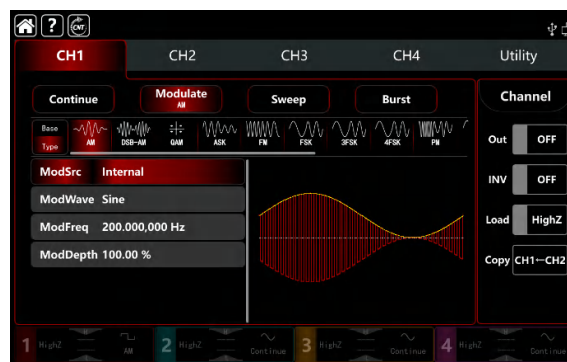 ? CNT
CH1 CH2 CH3 CH4 Utility
Continue Modulate AM Sweep Burst Channel
Base Type AM DSB-AM QAM ASK FM FSK 3FSK 4FSK PM
Out OFF
ModSrc Internal
INV OFF
ModWave Sine
ModFreq 200.000,000 Hz
Load HighZ
ModDepth 100.00 %
Copy CH1←CH2
1 HighZ AM 2 HighZ Continue 3 HighZ Continue 4 HighZ Continue